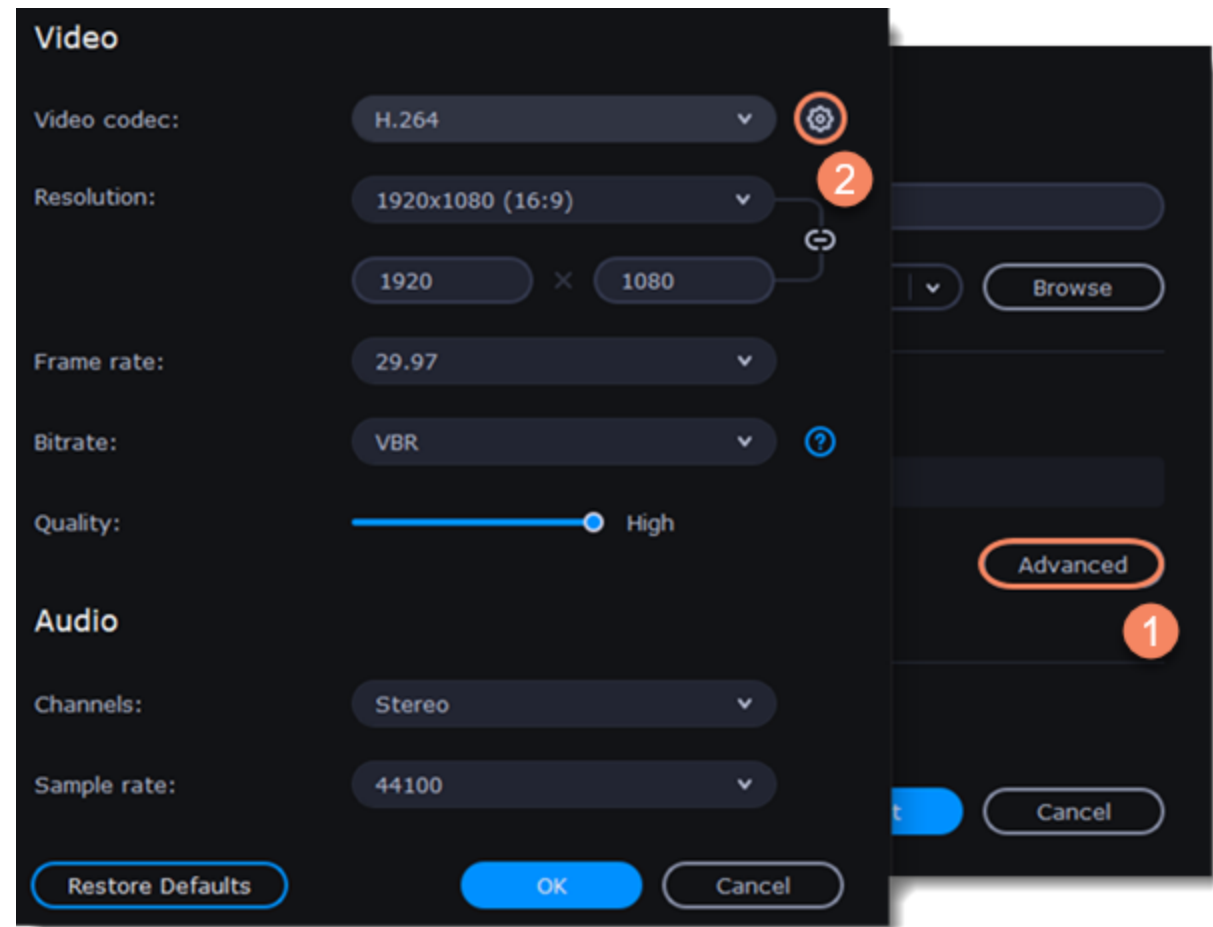 Video
Video codec: H.264
2
Resolution: 1920x1080 (16:9)
1920 × 1080
Browse
Frame rate: 29.97
Bitrate: VBR ?
Quality: High
Advanced
1
Audio
Channels: Stereo
Sample rate: 44100
t Cancel
Restore Defaults OK Cancel